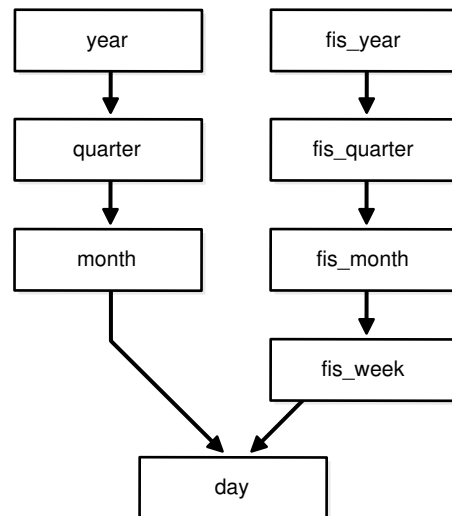 year
fis_year
quarter
fis_quarter
month
fis_month
fis_week
day